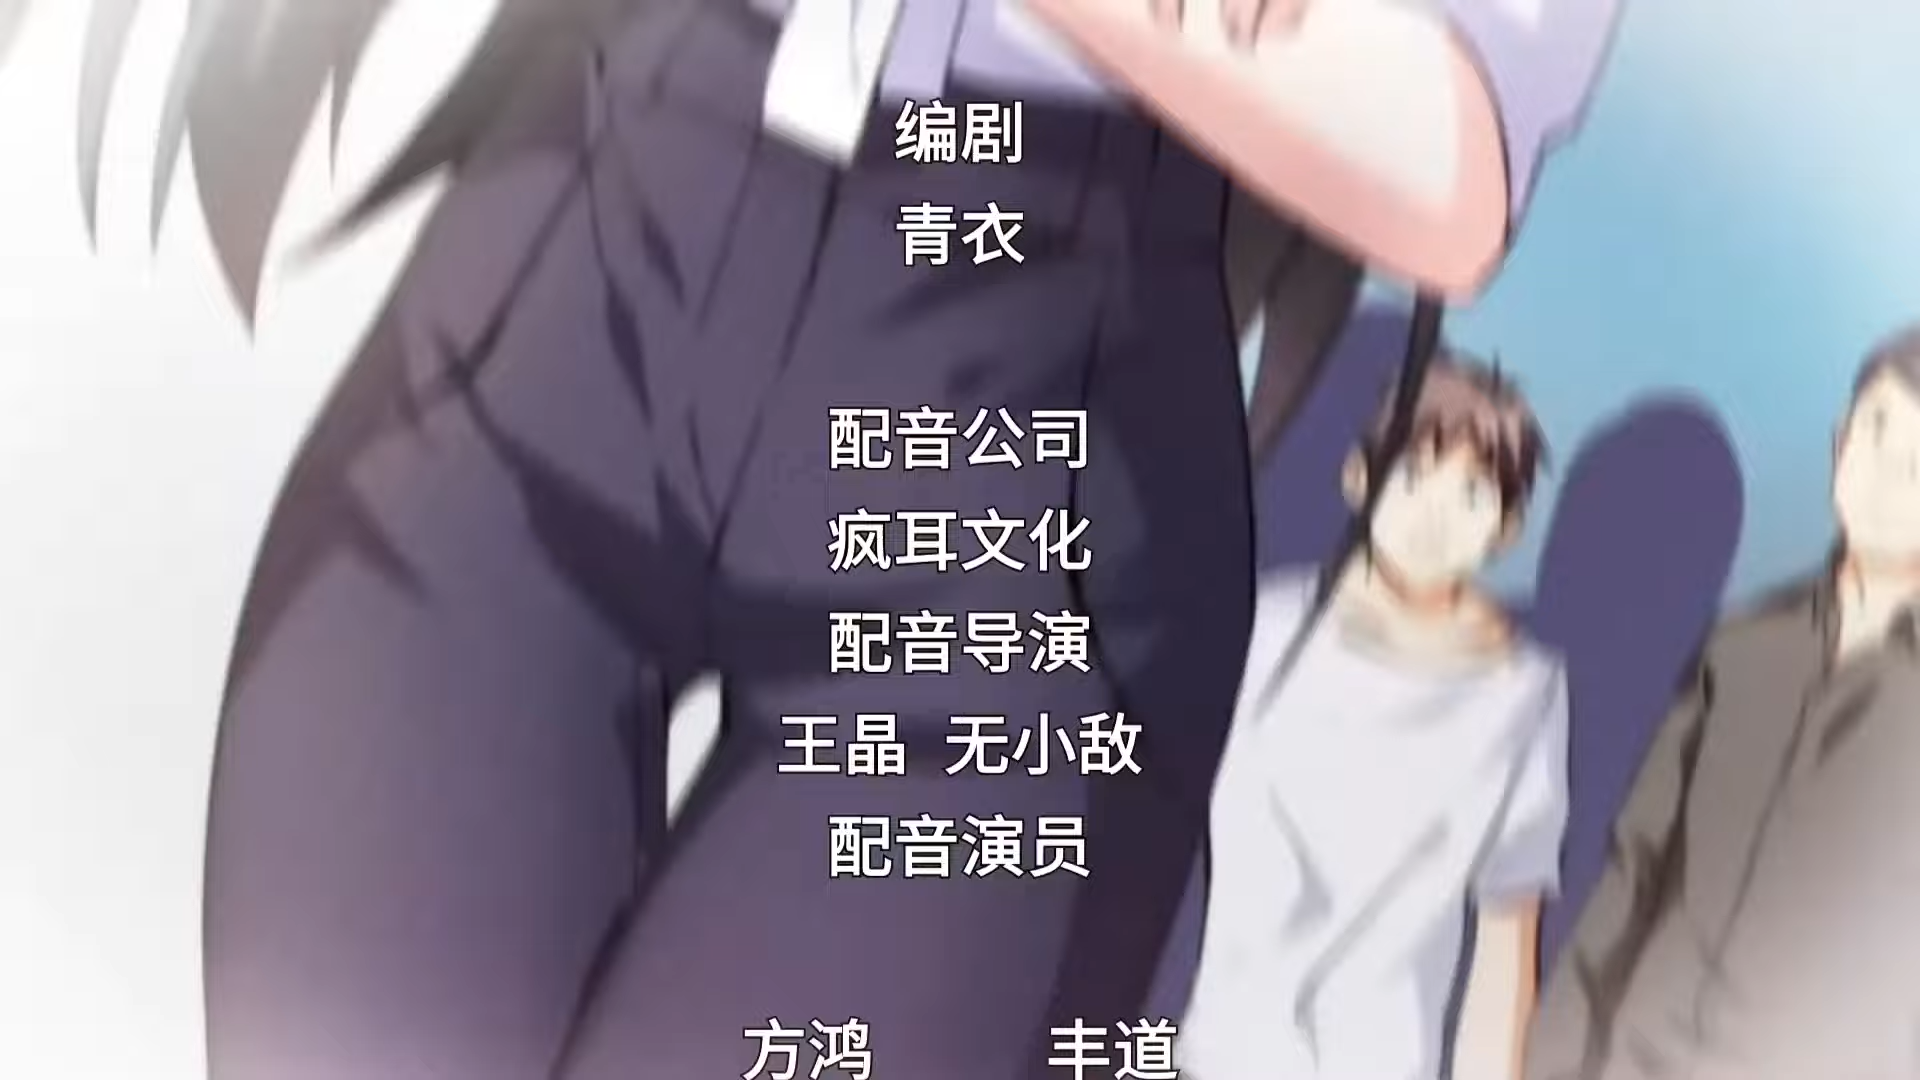 编剧
青衣
配音公司
疯耳文化
配音导演
王晶 无小敌
配音演员
方鸿 丰道